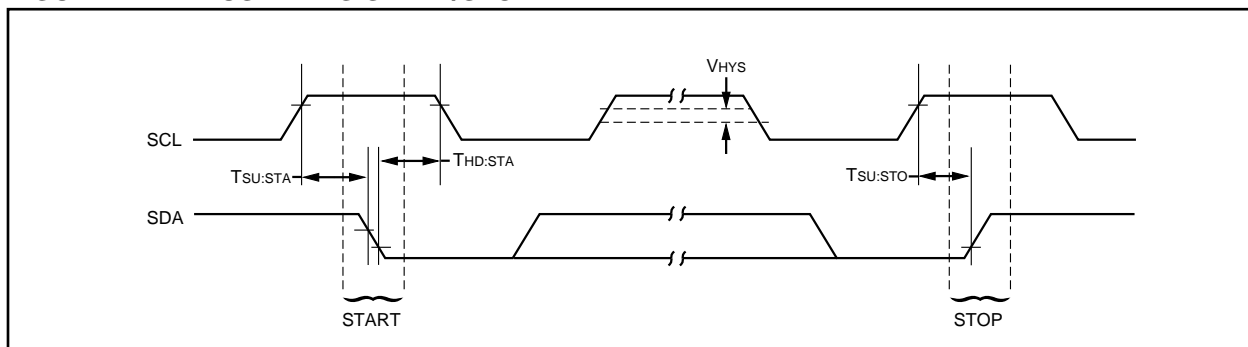 VHYS
SCL
THD:STA
TSU:STA
TSU:STO
SDA
START
STOP